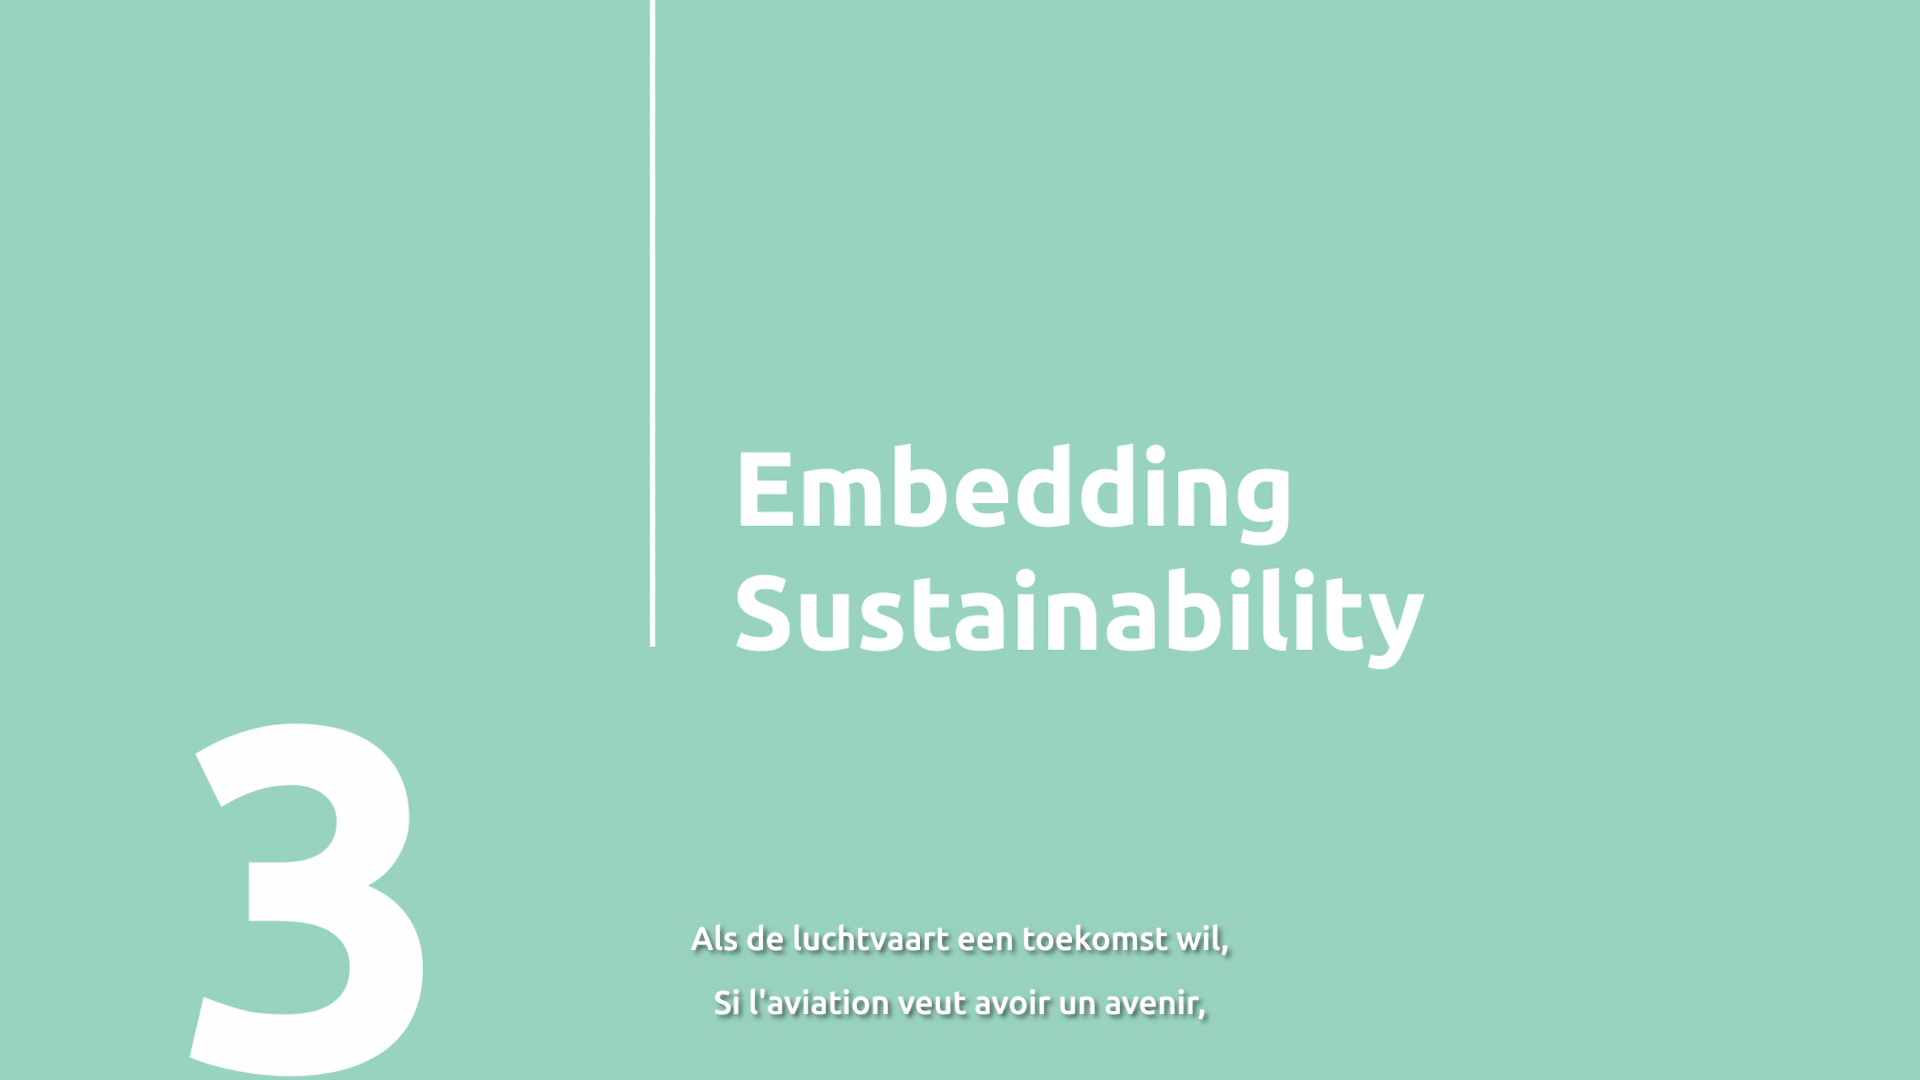 Embedding
Sustainability
3
Als de luchtvaart een toekomst wil,
Si l'aviation veut avoir un avenir,